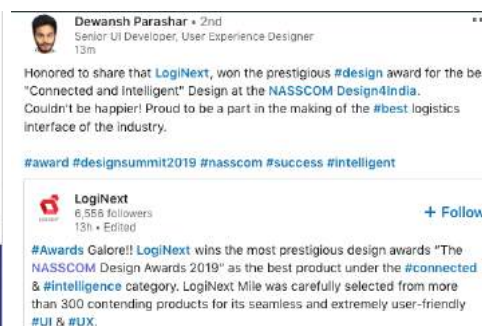 Dewansh Parashar • 2nd
Senior UI Developer, User Experience Designer
13m
Honored to share that LogiNext, won the prestigious #design award for the be
"Connected and Intelligent" Design at the NASSCOM Design4India.
Couldn't be happier! Proud to be a part in the making of the #best logistics
interface of the industry.
#award #designsummit2019 #nasscom #success #intelligent
LogiNext
6,556 followers
13h • Edited
+ Follow
#Awards Galore!! LogiNext wins the most prestigious design awards "The
NASSCOM Design Awards 2019" as the best product under the #connected
& #intelligence category. LogiNext Mile was carefully selected from more
than 300 contending products for its seamless and extremely user-friendly
#UI & #UX.